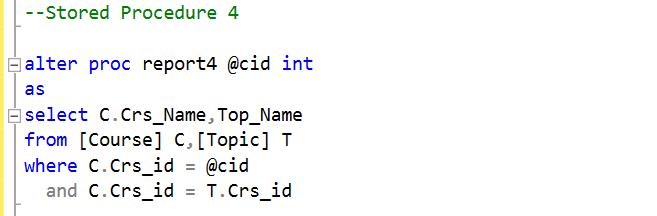 --Stored Procedure 4
alter proc report4 @cid int
as
select C.Crs_Name,Top_Name
from [Course] C,[Topic] T
where C.Crs_id = @cid
and C.Crs_id = T.Crs_id